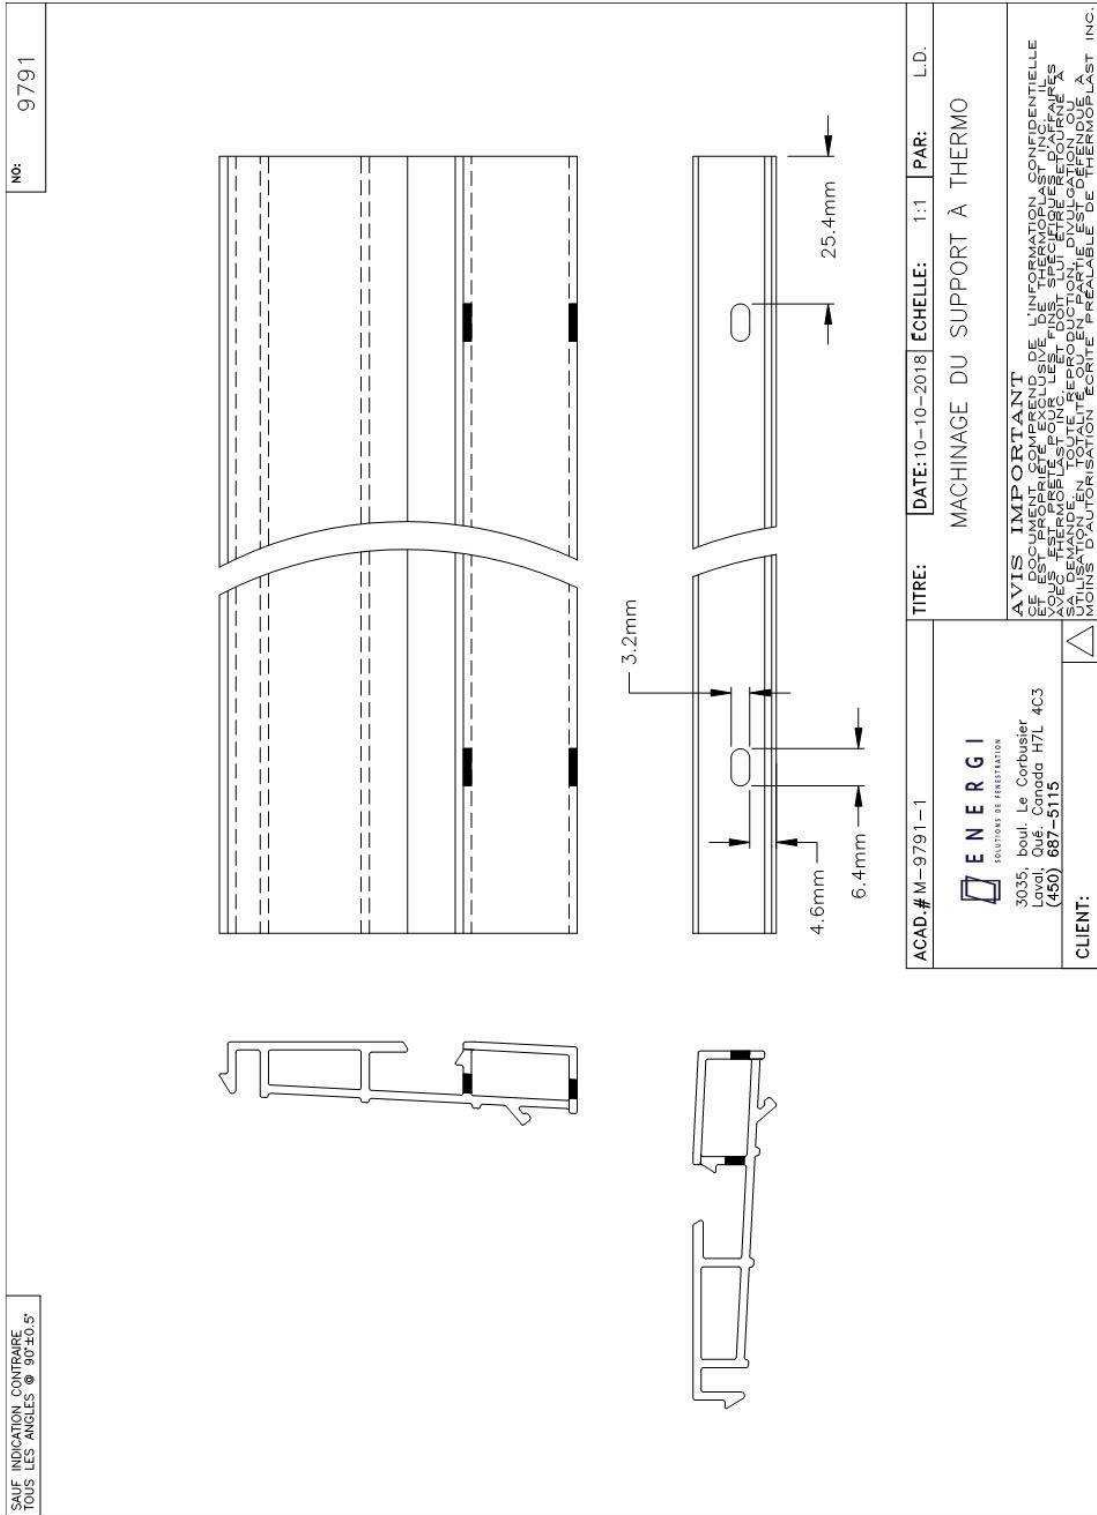 SAUF INDICATION CONTRAIRE
TOUS LES ANGLES @ 90°±0.5°
NO: 9791
3.2mm
4.6mm
6.4mm
25.4mm
ACAD.# M-9791-1
TITRE:
DATE: 10-10-2018
ÉCHELLE: 1:1
PAR: L.D.
MACHINAGE DU SUPPORT À THERMO
ENERGI
SOLUTIONS DE FENESTRATION
3035, boul. Le Corbusier
Laval, Qué. Canada H7L 4C3
(450) 687-5115
CLIENT:
AVIS IMPORTANT
CE DOCUMENT COMPREND DE L'INFORMATION CONFIDENTIELLE
ET EST PROPRIÉTÉ EXCLUSIVE DE THERMOPLAST INC. IL
VOUS EST PRÊTÉ POUR LES FINS SPÉCIFIQUES D'AFFAIRES
AVEC THERMOPLAST INC. ET DOIT LUI ÊTRE RETOURNÉ À
SA DEMANDE. TOUTE REPRODUCTION, DIVULGATION OU
UTILISATION EN TOTALITÉ OU EN PARTIE EST DÉFENDUE À
MOINS D'AUTORISATION ÉCRITE PRÉALABLE DE THERMOPLAST INC.